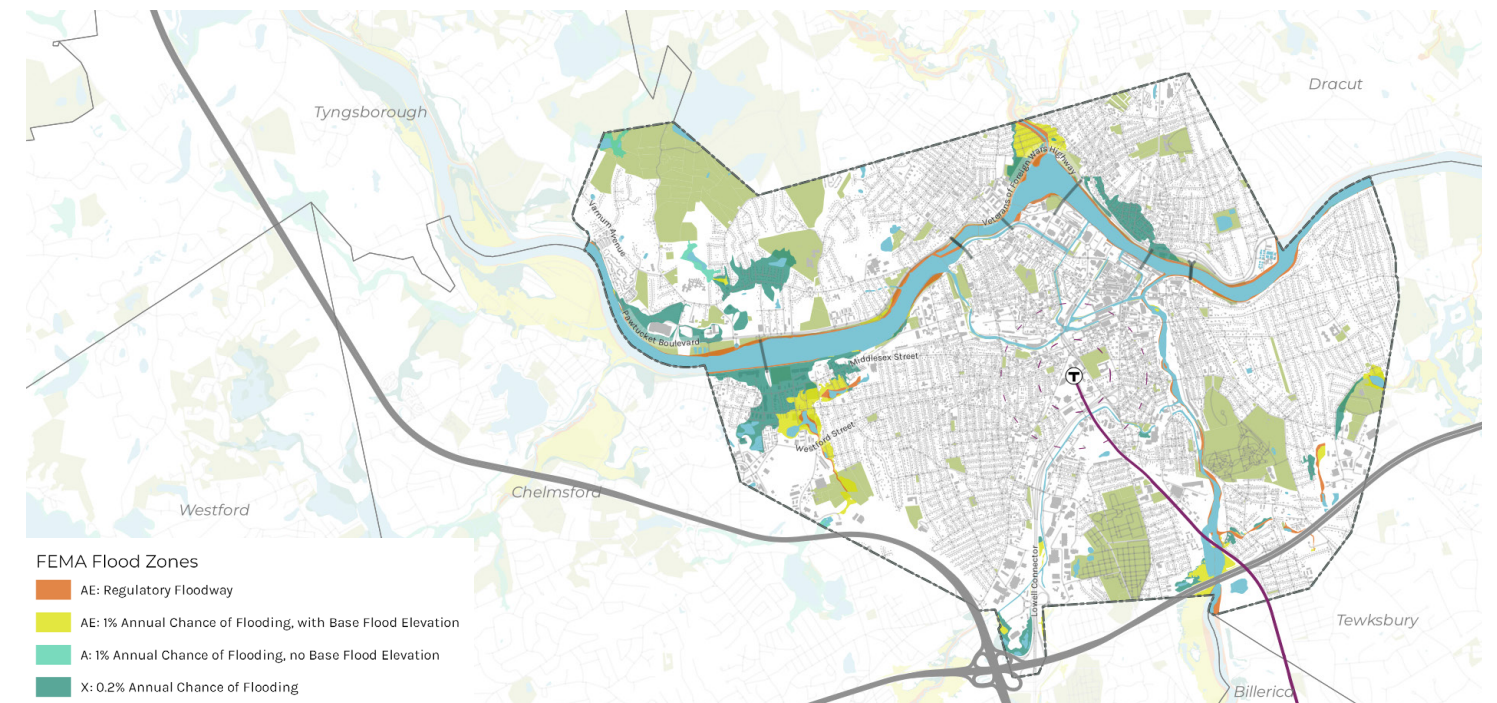 Dracut
Tyngsborough
Veterans of Foreign Wars Highway
Varnum Avenue
Pawtucket Boulevard
Middlesex Street
T
Westford Street
Chelmsford
Westford
Lowell Connector
Tewksbury
Billerica
FEMA Flood Zones
AE: Regulatory Floodway
AE: 1% Annual Chance of Flooding, with Base Flood Elevation
A: 1% Annual Chance of Flooding, no Base Flood Elevation
X: 0.2% Annual Chance of Flooding